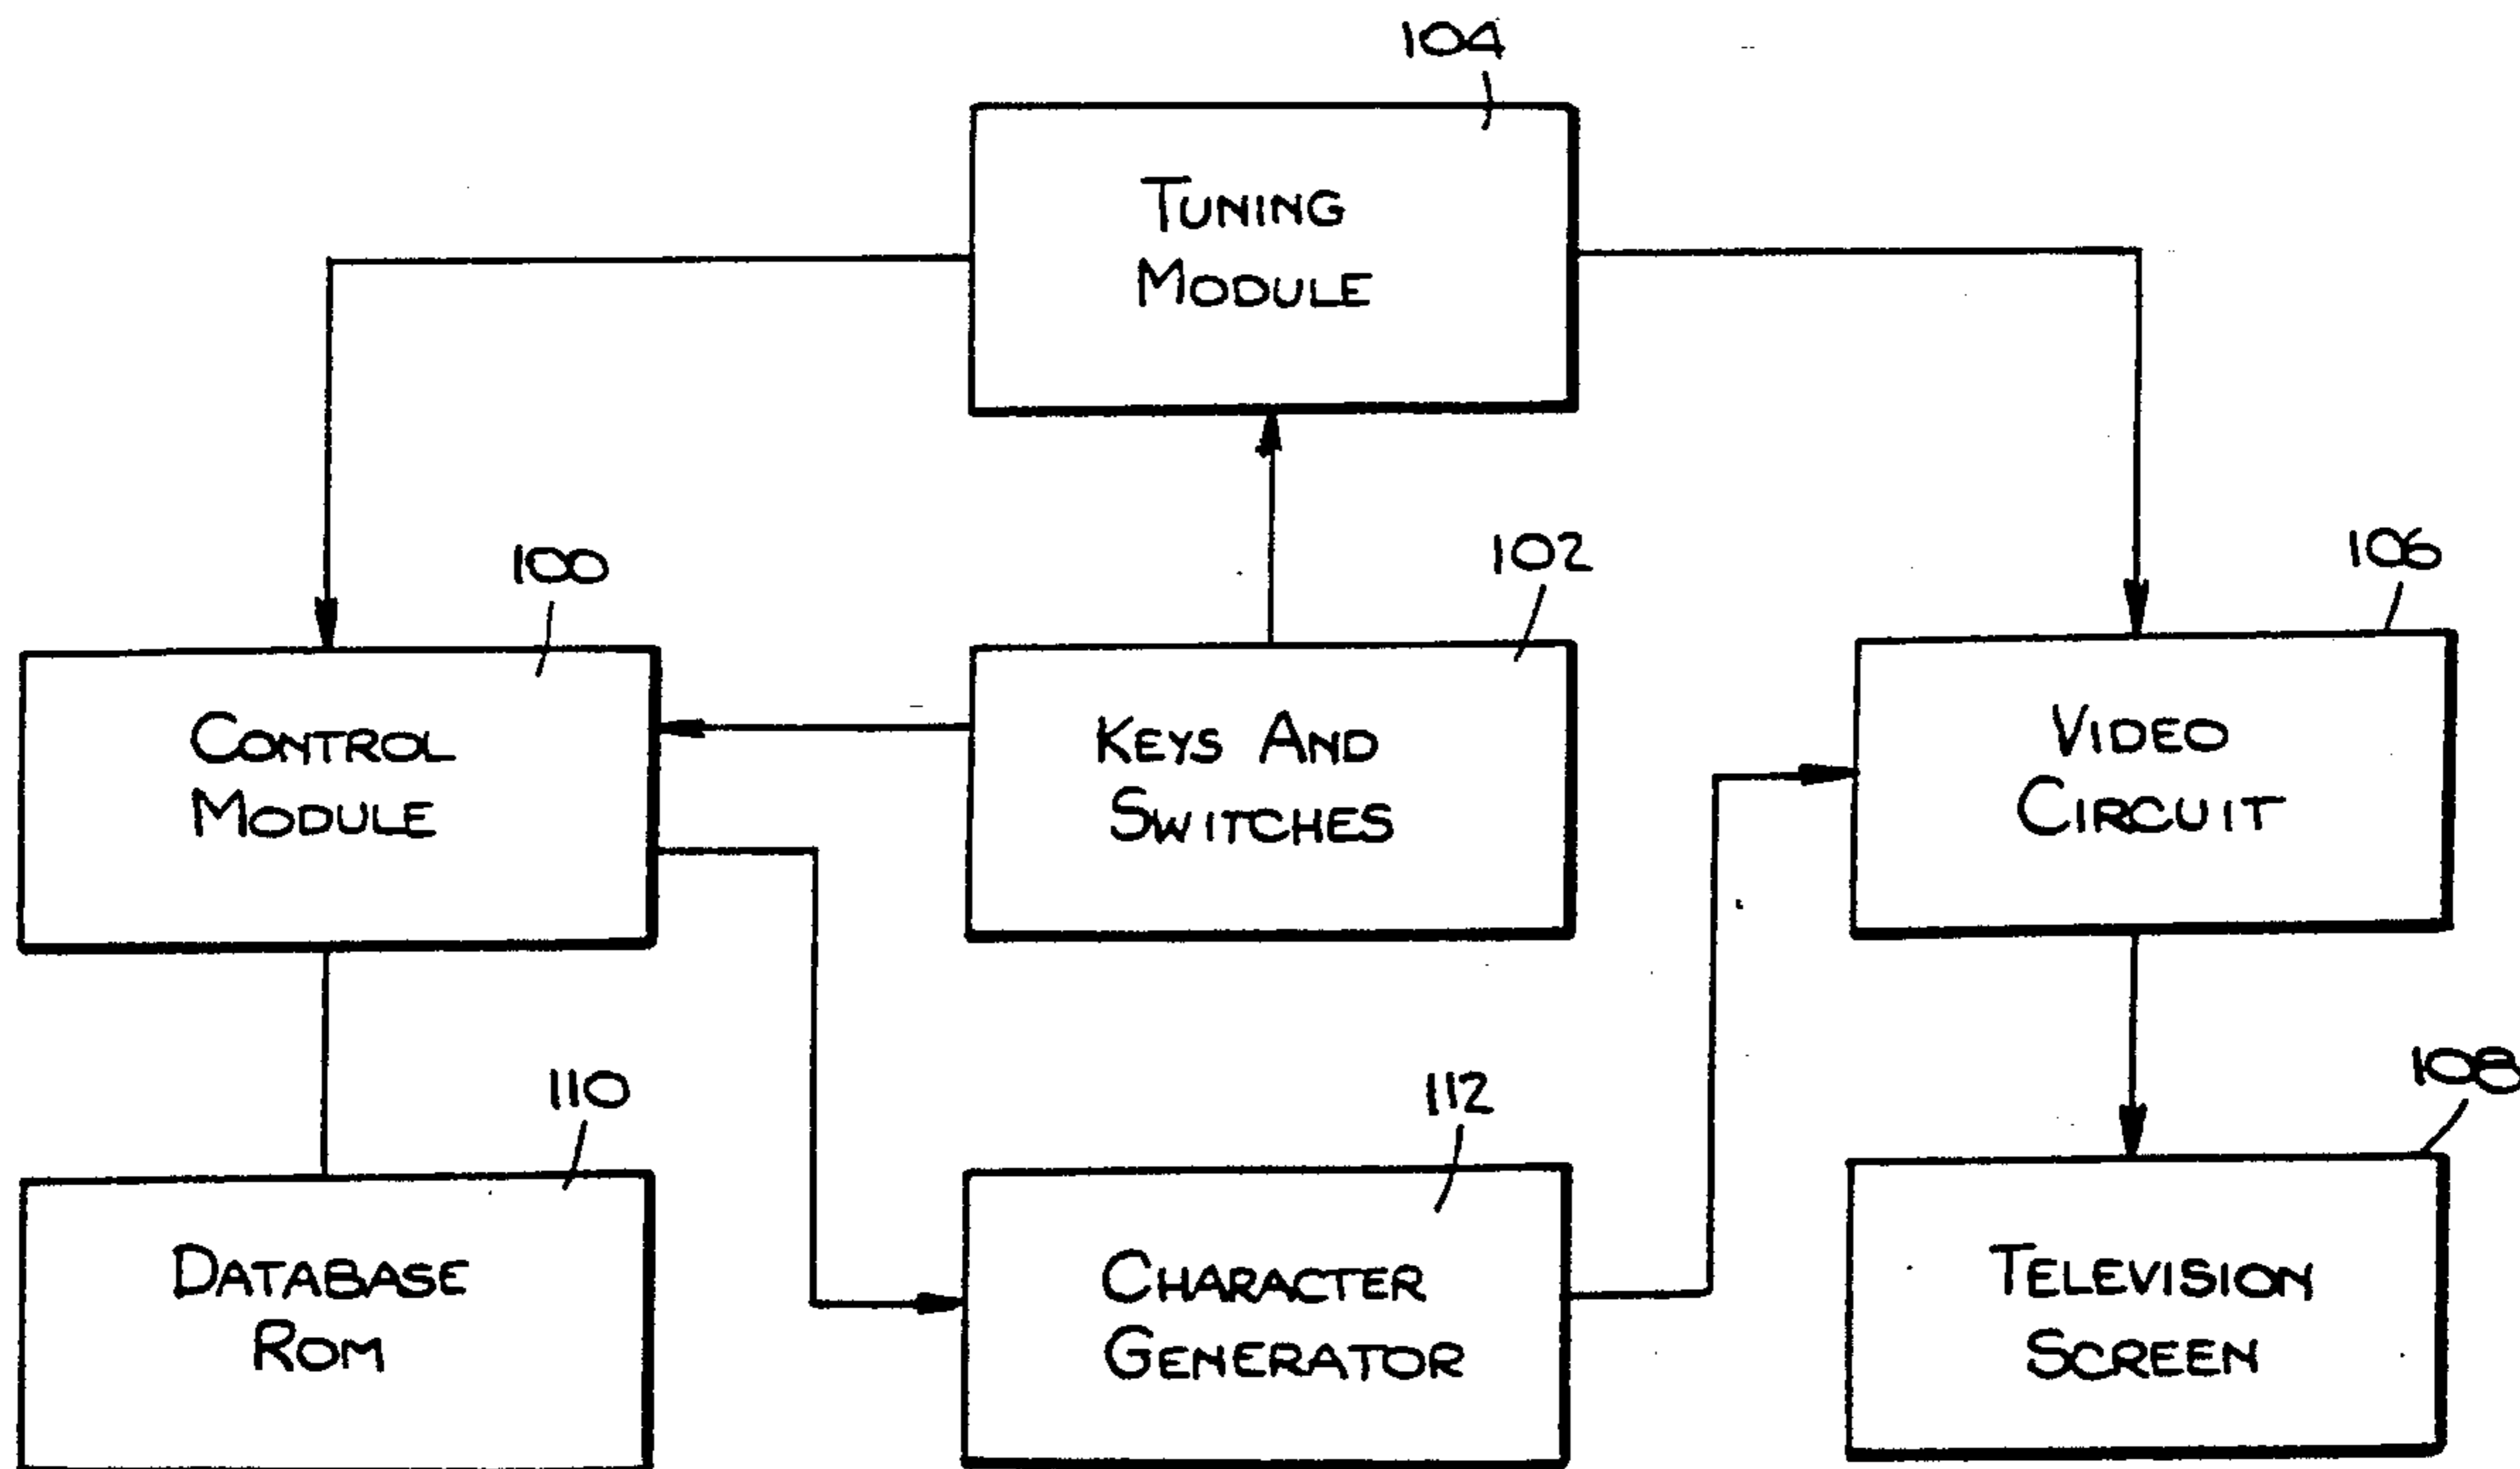 104
TUNING
MODULE
100
102
106
CONTROL
MODULE
KEYS AND
SWITCHES
VIDEO
CIRCUIT
110
112
108
DATABASE
ROM
CHARACTER
GENERATOR
TELEVISION
SCREEN